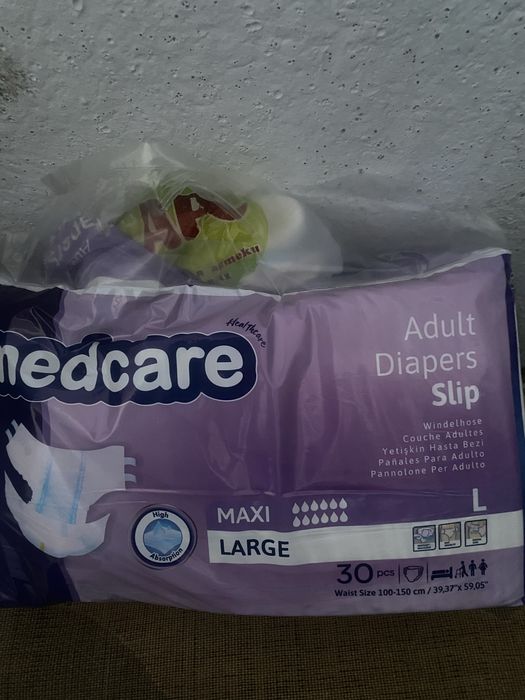 Healthcare
medcare
Adult
Diapers
Slip
Windelhose
Couche Adultes
Yetişkin Hasta Bezi
Pañales Para Adulto
Pannolone Per Adulto
High
Absorption
MAXI
LARGE
L
30 pcs
Waist Size 100-150 cm / 39,37"x 59,05"